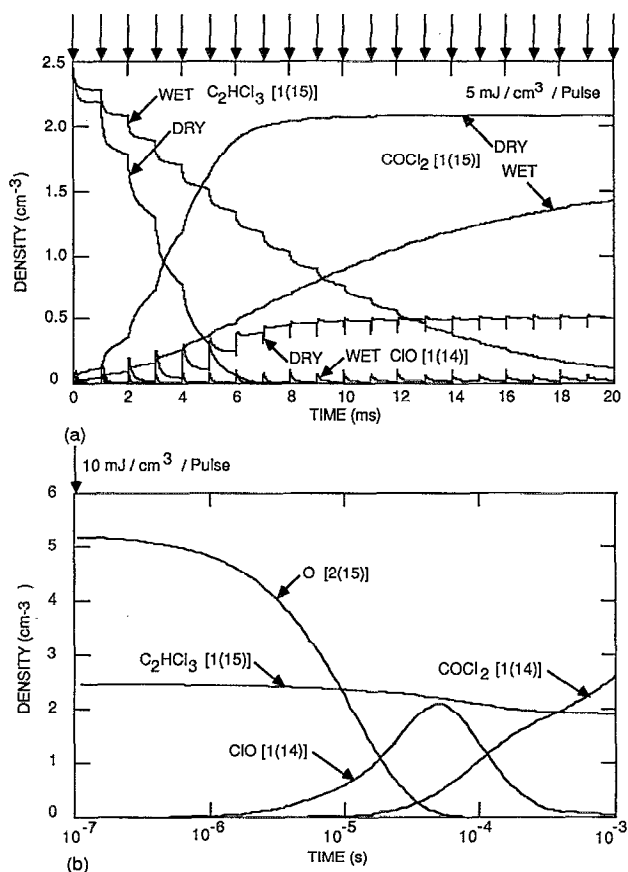 2.5
2.0
1.5
1.0
0.5
0
DENSITY (cm-3)
WET C2HCl3 [1(15)]
DRY
5 mJ / cm3 / Pulse
DRY
COCl2 [1(15)]
WET
DRY
WET ClO [1(14)]
0 2 4 6 8 10 12 14 16 18 20
TIME (ms)
(a)
10 mJ / cm3 / Pulse
6
5
4
3
2
1
0
DENSITY (cm-3)
O [2(15)]
C2HCl3 [1(15)]
COCl2 [1(14)]
ClO [1(14)]
10-7 10-6 10-5 10-4 10-3
TIME (s)
(b)